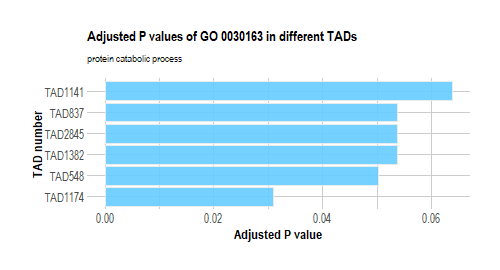 Adjusted P values of GO 0030163 in different TADs
protein catabolic process
TAD number
TAD1141
TAD837
TAD2845
TAD1382
TAD548
TAD1174
0.00 0.02 0.04 0.06
Adjusted P value